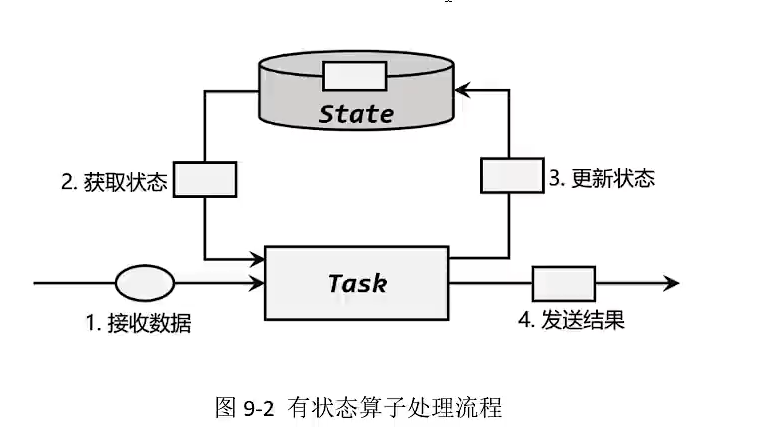 State
2. 获取状态
3. 更新状态
Task
1. 接收数据
4. 发送结果
图 9-2 有状态算子处理流程